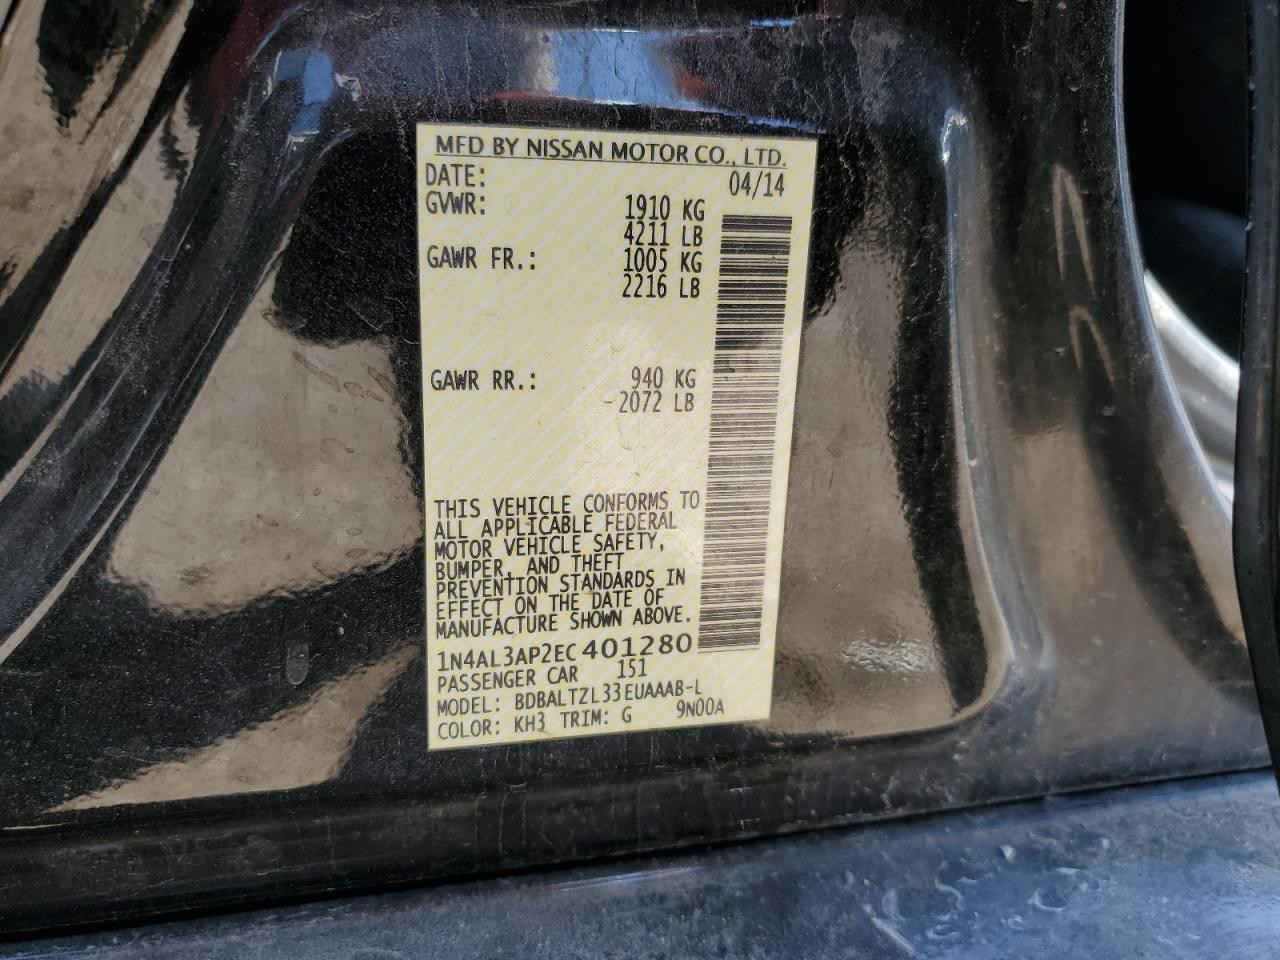 MFD BY NISSAN MOTOR CO., LTD.
DATE: 04/14
GVWR: 1910 KG
4211 LB
GAWR FR.: 1005 KG
2216 LB
GAWR RR.: 940 KG
2072 LB
THIS VEHICLE CONFORMS TO
ALL APPLICABLE FEDERAL
MOTOR VEHICLE SAFETY,
BUMPER, AND THEFT
PREVENTION STANDARDS IN
EFFECT ON THE DATE OF
MANUFACTURE SHOWN ABOVE.
1N4AL3AP2EC401280
PASSENGER CAR 151
MODEL: BDBALTZL33EUAAAB-L
COLOR: KH3 TRIM: G 9N00A